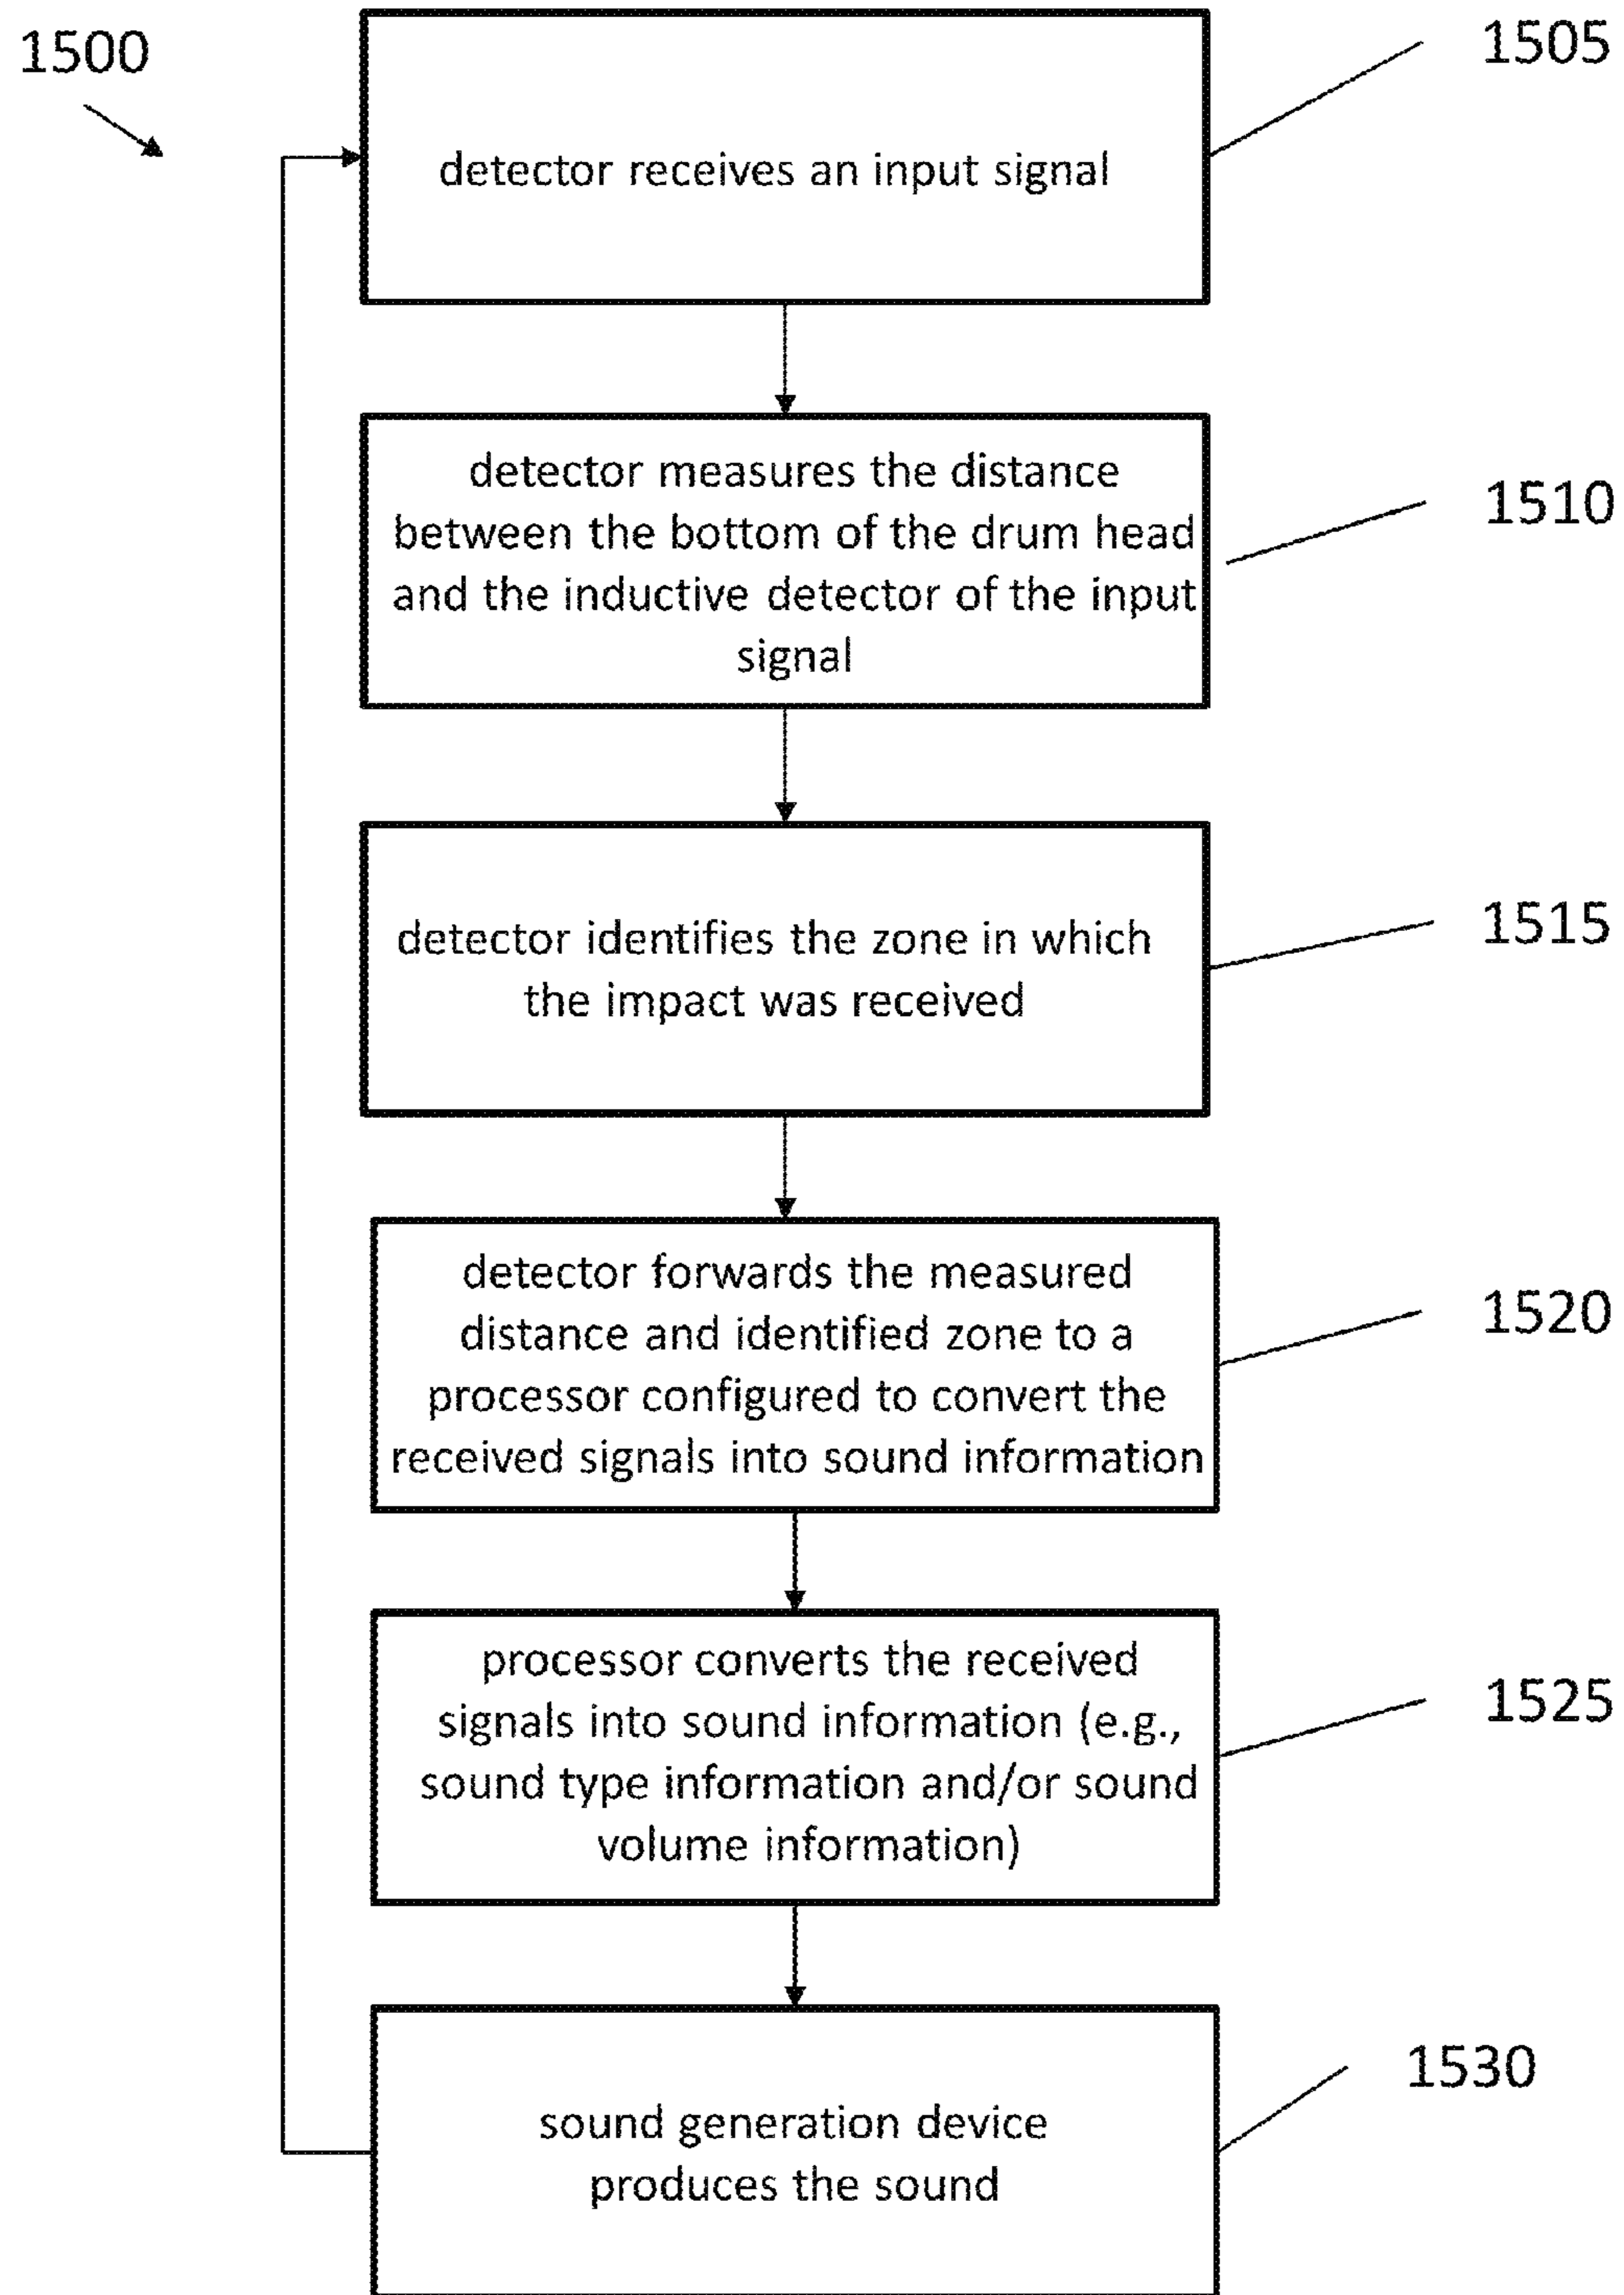 1500
1505
detector receives an input signal
detector measures the distance
between the bottom of the drum head
and the inductive detector of the input
signal
1510
detector identifies the zone in which
the impact was received
1515
detector forwards the measured
distance and identified zone to a
processor configured to convert the
received signals into sound information
1520
processor converts the received
signals into sound information (e.g.,
sound type information and/or sound
volume information)
1525
sound generation device
produces the sound
1530